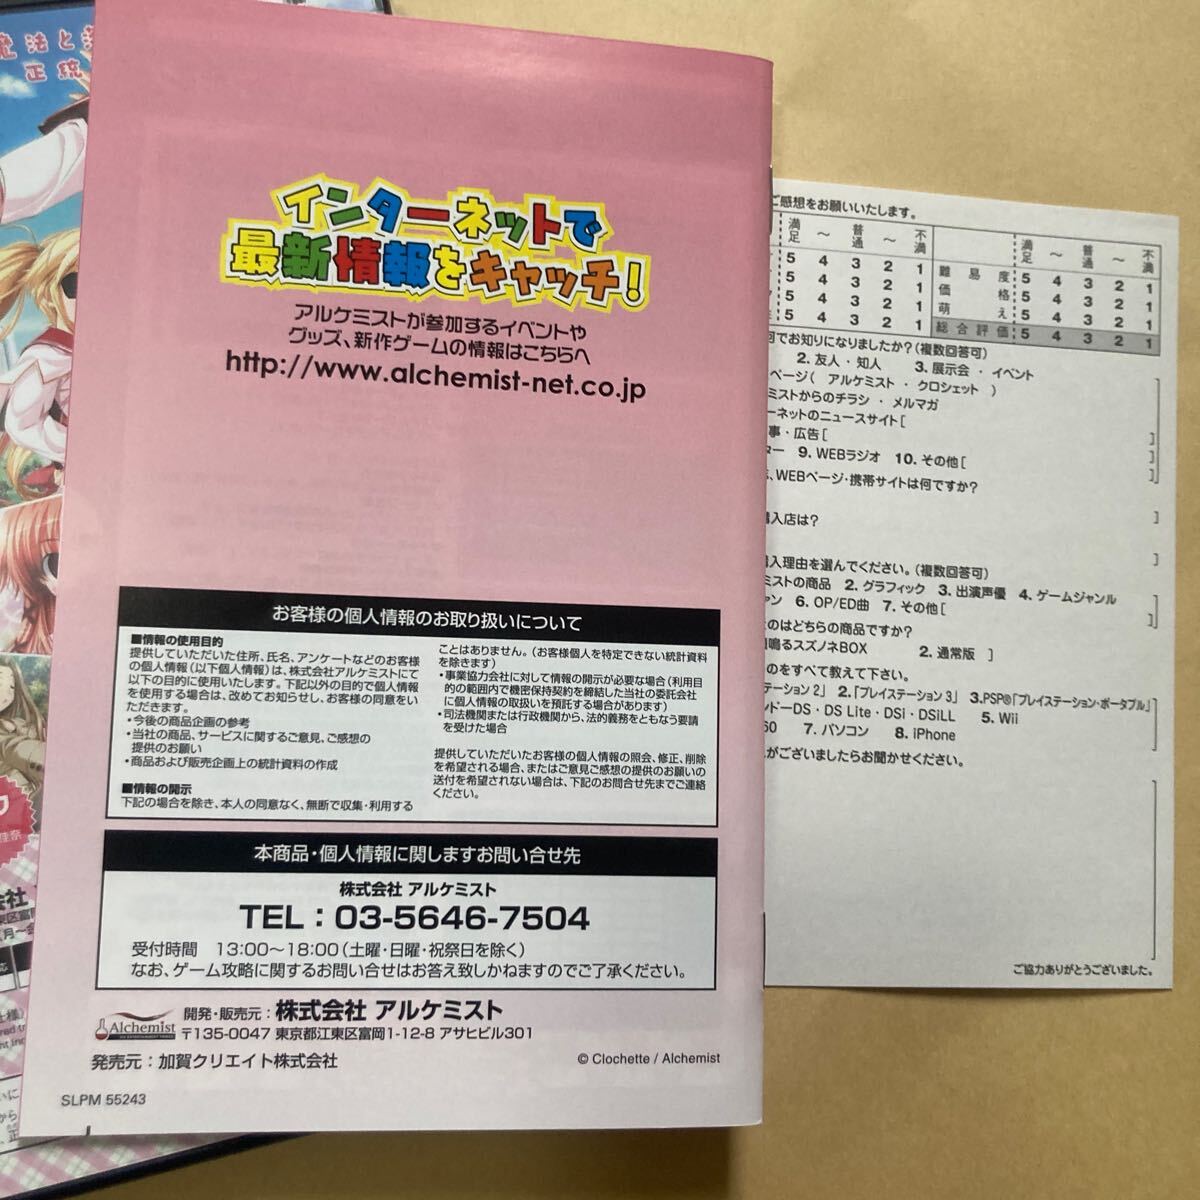 インターネットで
最新情報をキャッチ!
アルケミストが参加するイベントや
グッズ、新作ゲームの情報はこちらへ
http://www.alchemist-net.co.jp
お客様の個人情報のお取り扱いについて
■情報の使用目的
提供していただいた住所、氏名、アンケートなどのお客様
の個人情報(以下個人情報)は、株式会社アルケミストにて
以下の目的に使用いたします。下記以外の目的で個人情報
を使用する場合は、改めてお知らせし、お客様の同意をい
ただきます。
・今後の商品企画の参考
・当社の商品、サービスに関するご意見、ご感想の
提供のお願い
・商品および販売企画上の統計資料の作成
■情報の開示
下記の場合を除き、本人の同意なく、無断で収集・利用する
ことはありません。(お客様個人を特定できない統計資料
を除きます)
・事業協力会社に対して情報の開示が必要な場合(利用目
的の範囲内で機密保持契約を締結した当社の委託会社
に個人情報の取扱いを預託する場合があります)
・司法機関または行政機関から、法的義務をともなう要請
を受けた場合
提供していただいたお客様の個人情報の照会、修正、削除
を希望される場合、またはご意見ご感想の提供のお願いの
送付を希望されない場合は、下記のお問合せ先までご連絡
ください。
本商品・個人情報に関しますお問い合せ先
株式会社 アルケミスト
TEL:03-5646-7504
受付時間 13:00～18:00(土曜・日曜・祝祭日を除く)
なお、ゲーム攻略に関するお問い合せはお答え致しかねますのでご了承ください。
Alchemist
開発・販売元:株式会社 アルケミスト
〒135-0047 東京都江東区富岡1-12-8 アサヒビル301
発売元:加賀クリエイト株式会社
© Clochette / Alchemist
SLPM 55243
ご感想をお願いいたします。
満足 ～ 普通 ～ 不満 満足 ～ 普通 ～ 不満
5 4 3 2 1 難易度 5 4 3 2 1
5 4 3 2 1 価格 5 4 3 2 1
5 4 3 2 1 萌え 5 4 3 2 1
5 4 3 2 1 総合評価 5 4 3 2 1
何でお知りになりましたか?(複数回答可)
2. 友人・知人 3. 展示会・イベント
ページ( アルケミスト・クロシェット )
ミストからのチラシ・メルマガ
ーネットのニュースサイト[ ]
事・広告[ ]
ター 9. WEBラジオ 10. その他[ ]
、WEBページ・携帯サイトは何ですか?
]
購入店は?
]
購入理由を選んでください。(複数回答可)
ミストの商品 2. グラフィック 3. 出演声優 4. ゲームジャンル
ャン 6. OP/ED曲 7. その他[ ]
のはどちらの商品ですか?
鳴るスズノネBOX 2. 通常版 ]
のをすべて教えて下さい。
テーション 2」 2.「プレイステーション 3」 3.PSP®「プレイステーション・ポータブル」
ンドーDS・DS Lite・DSi・DSiLL 5. Wii
60 7. パソコン 8. iPhone
がございましたらお聞かせください。
ご協力ありがとうございました。
魔法と
正統